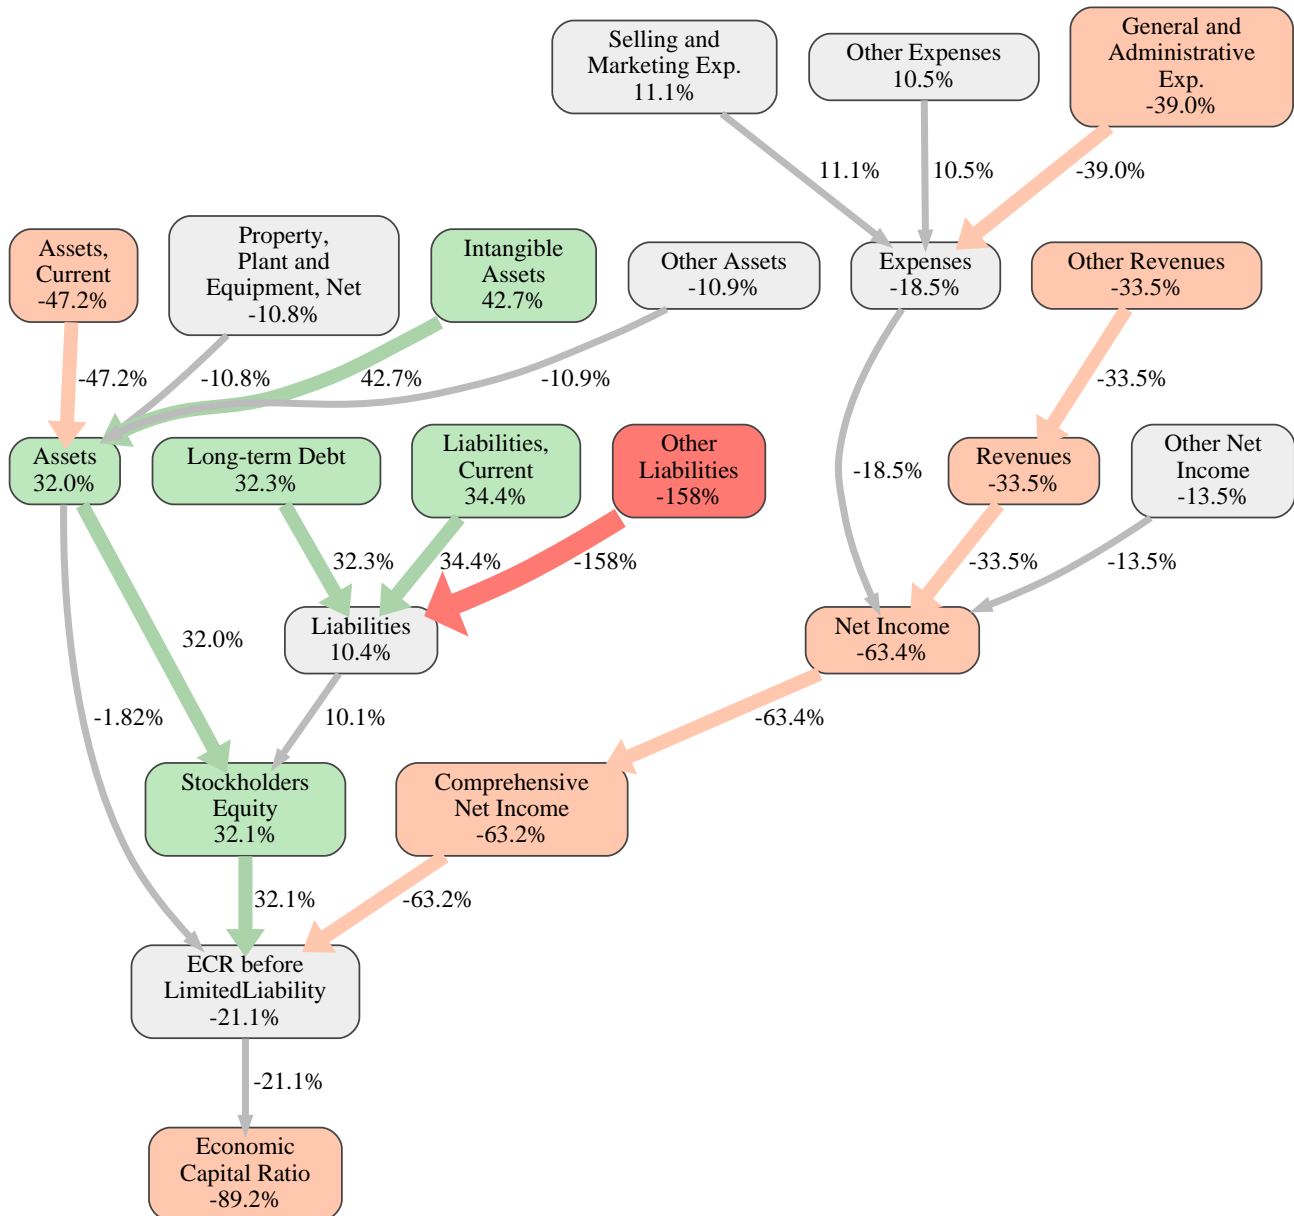 Selling and
Marketing Exp.
11.1%
Other Expenses
10.5%
General and
Administrative
Exp.
-39.0%
11.1%
10.5%
-39.0%
Assets,
Current
-47.2%
Property,
Plant and
Equipment, Net
-10.8%
Intangible
Assets
42.7%
Other Assets
-10.9%
Expenses
-18.5%
Other Revenues
-33.5%
-47.2%
-10.8%
42.7%
-10.9%
-33.5%
Assets
32.0%
Long-term Debt
32.3%
Liabilities,
Current
34.4%
Other
Liabilities
-158%
-18.5%
Revenues
-33.5%
Other Net
Income
-13.5%
32.3%
34.4%
-158%
-33.5%
-13.5%
32.0%
Liabilities
10.4%
Net Income
-63.4%
-1.82%
10.1%
-63.4%
Stockholders
Equity
32.1%
Comprehensive
Net Income
-63.2%
32.1%
-63.2%
ECR before
LimitedLiability
-21.1%
-21.1%
Economic
Capital Ratio
-89.2%